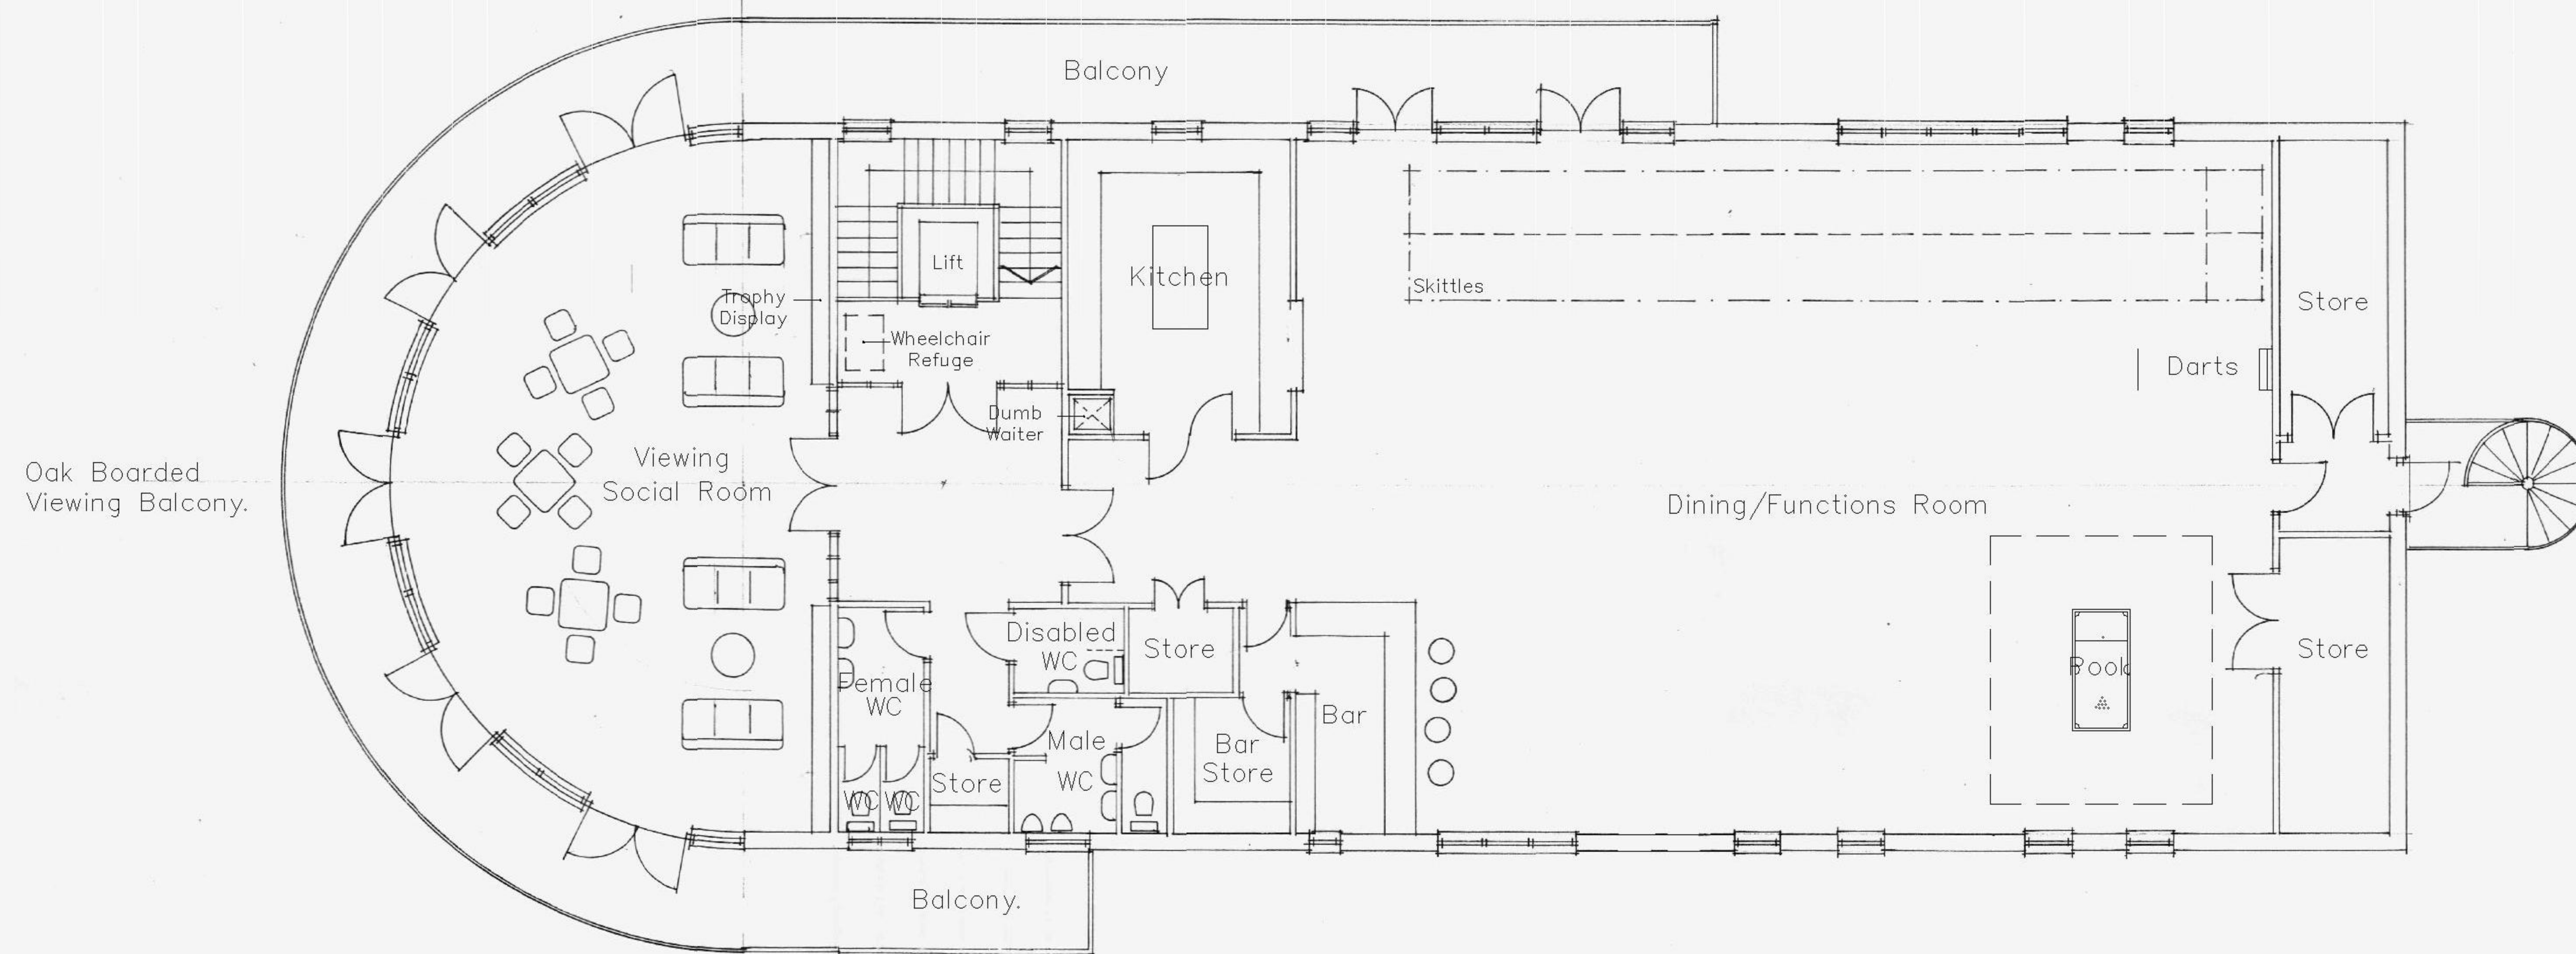 Balcony
Lift
Kitchen
Skittles
Store
Trophy
Display
Wheelchair
Refuge
Darts
Dumb
Waiter
Viewing
Social Room
Oak Boarded
Viewing Balcony.
Dining/Functions Room
Disabled
WC
Store
Store
Female
WC
Pool
Bar
Male
WC
Bar
Store
Store
WC
WC
Balcony.